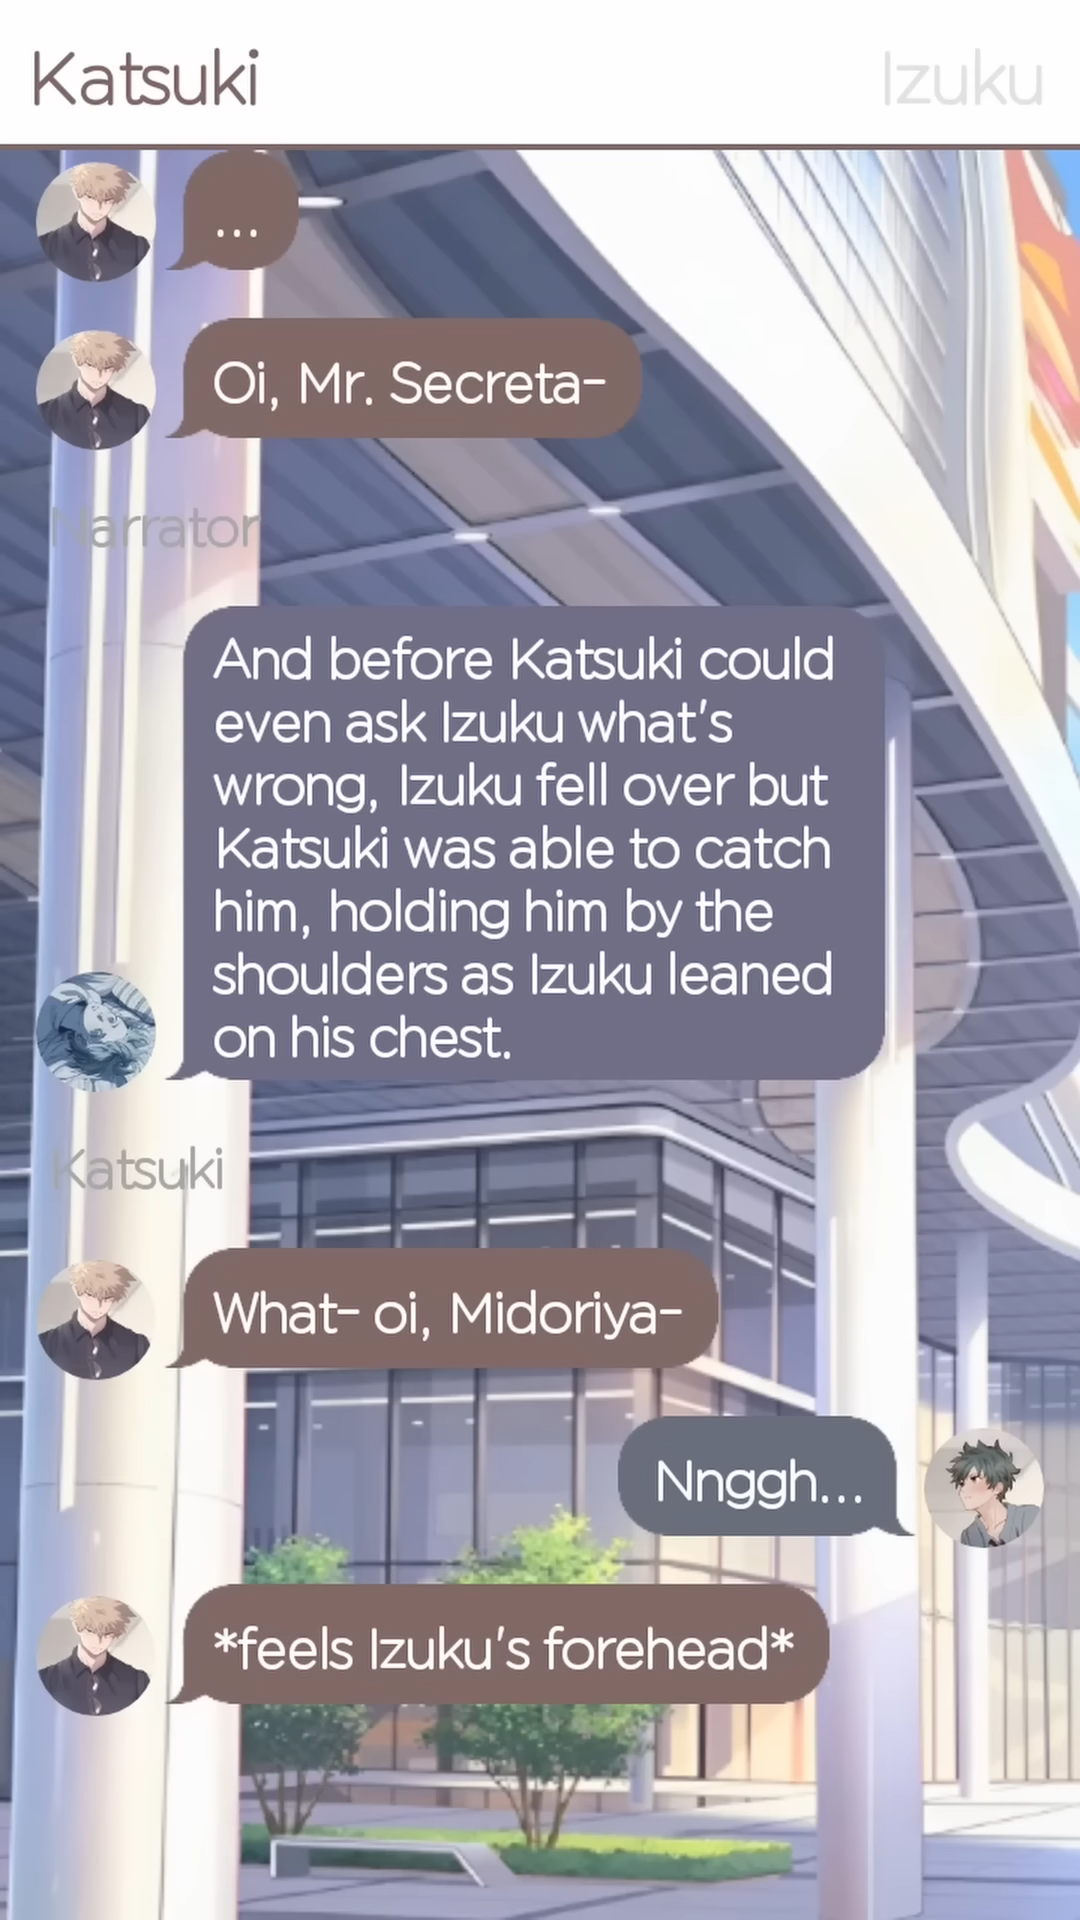 Katsuki
Izuku
...
Oi, Mr. Secreta-
Narrator
And before Katsuki could
even ask Izuku what's
wrong, Izuku fell over but
Katsuki was able to catch
him, holding him by the
shoulders as Izuku leaned
on his chest.
Katsuki
What- oi, Midoriya-
Nnggh...
*feels Izuku's forehead*